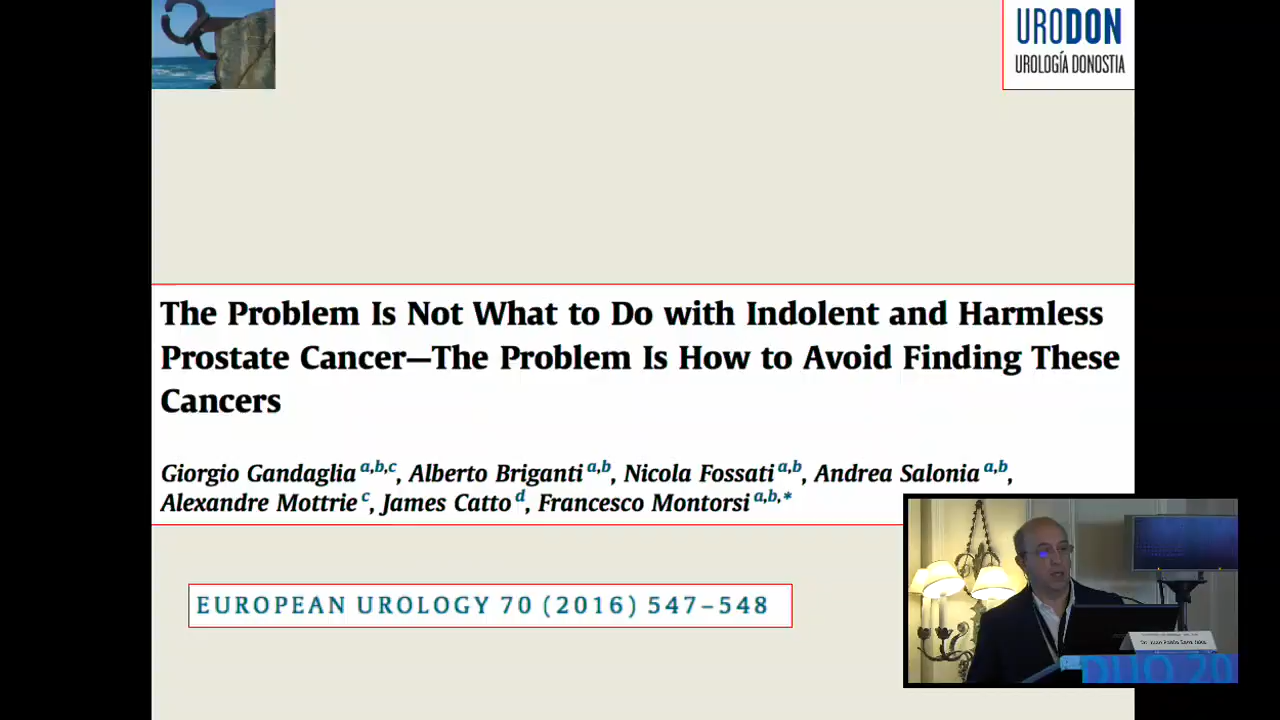 URODON
UROLOGÍA DONOSTIA
The Problem Is Not What to Do with Indolent and Harmless
Prostate Cancer—The Problem Is How to Avoid Finding These
Cancers
Giorgio Gandaglia a,b,c, Alberto Briganti a,b, Nicola Fossati a,b, Andrea Salonia a,b,
Alexandre Mottrie c, James Catto d, Francesco Montorsi a,b,*
EUROPEAN UROLOGY 70 (2016) 547–548
DUO 20